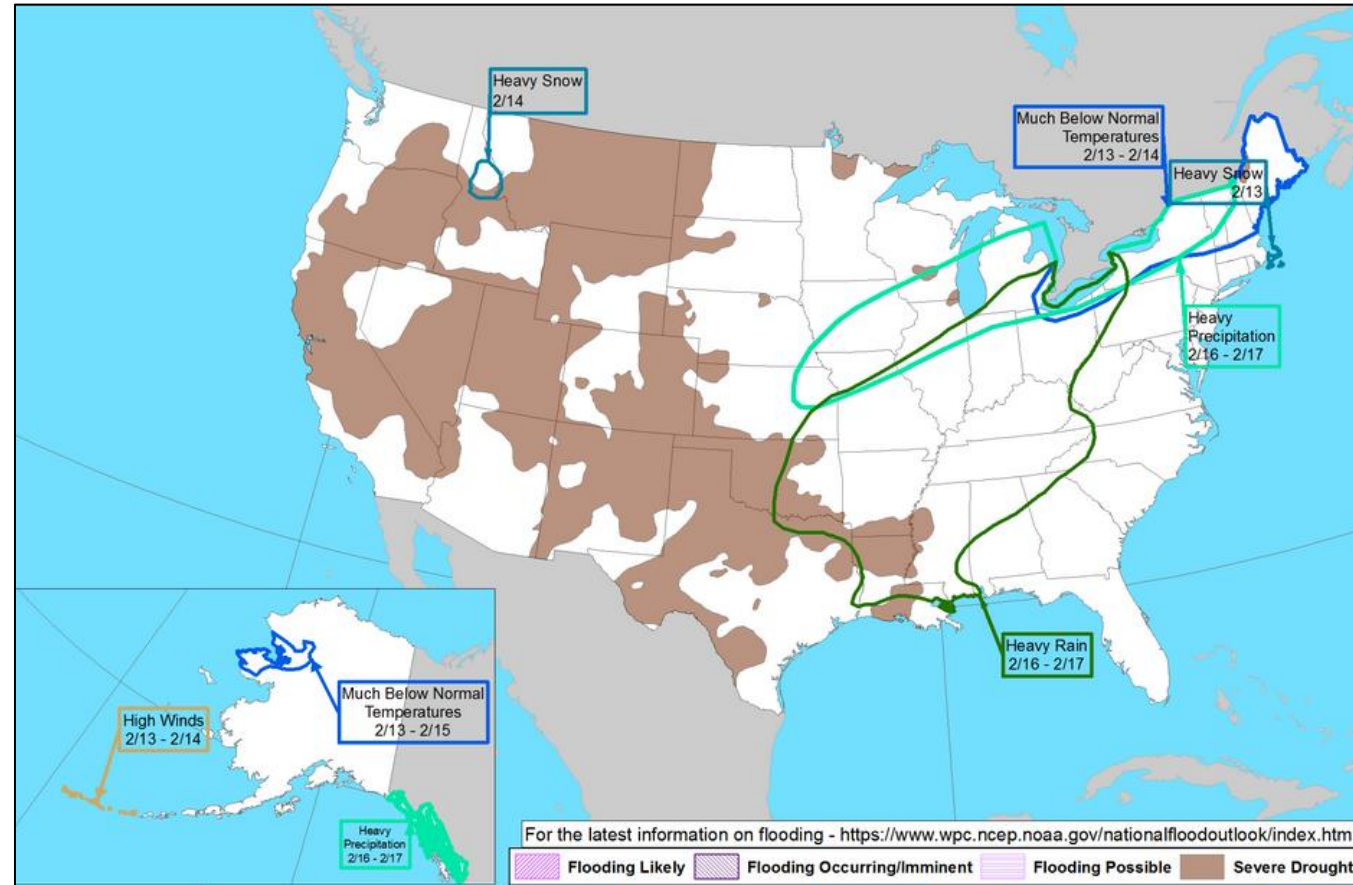 Heavy Snow
2/14
Much Below Normal
Temperatures
2/13 - 2/14
Heavy Snow
2/13
Heavy
Precipitation
2/16 - 2/17
Heavy Rain
2/16 - 2/17
Much Below Normal
Temperatures
2/13 - 2/15
High Winds
2/13 - 2/14
Heavy
Precipitation
2/16 - 2/17
For the latest information on flooding - https://www.wpc.ncep.noaa.gov/nationalfloodoutlook/index.htm
Flooding Likely Flooding Occurring/Imminent Flooding Possible Severe Drought